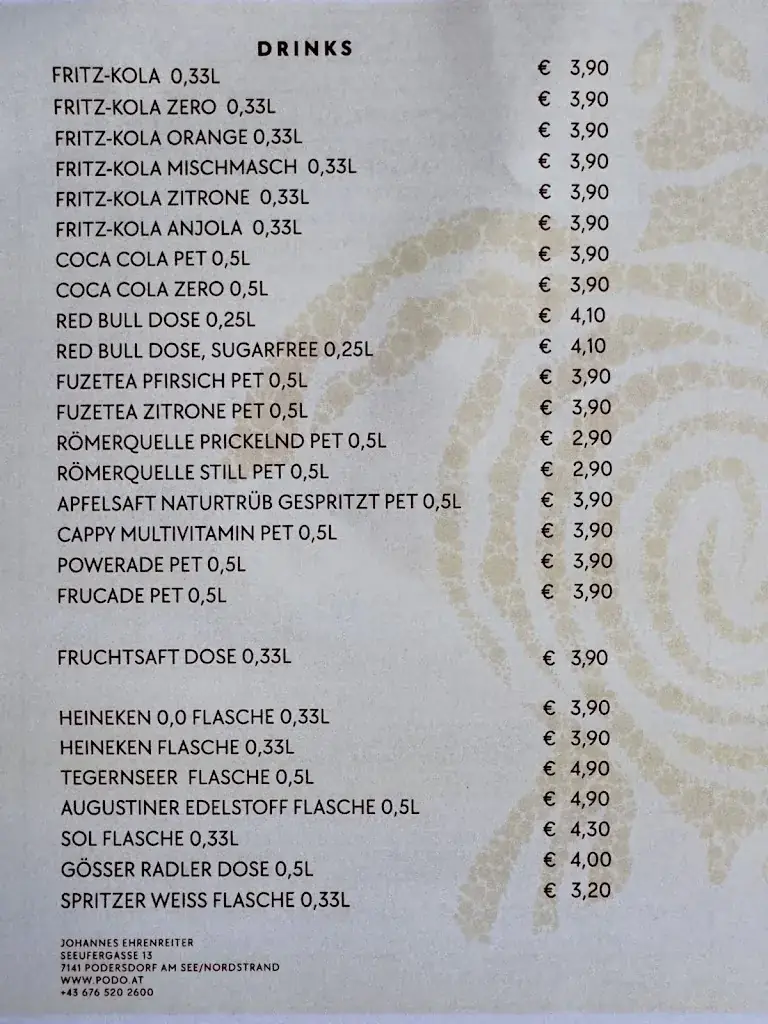 DRINKS
FRITZ-KOLA 0,33L € 3,90
FRITZ-KOLA ZERO 0,33L € 3,90
FRITZ-KOLA ORANGE 0,33L € 3,90
FRITZ-KOLA MISCHMASCH 0,33L € 3,90
FRITZ-KOLA ZITRONE 0,33L € 3,90
FRITZ-KOLA ANJOLA 0,33L € 3,90
COCA COLA PET 0,5L € 3,90
COCA COLA ZERO 0,5L € 3,90
RED BULL DOSE 0,25L € 4,10
RED BULL DOSE, SUGARFREE 0,25L € 4,10
FUZETEA PFIRSICH PET 0,5L € 3,90
FUZETEA ZITRONE PET 0,5L € 3,90
RÖMERQUELLE PRICKELND PET 0,5L € 2,90
RÖMERQUELLE STILL PET 0,5L € 2,90
APFELSAFT NATURTRÜB GESPRITZT PET 0,5L € 3,90
CAPPY MULTIVITAMIN PET 0,5L € 3,90
POWERADE PET 0,5L € 3,90
FRUCADE PET 0,5L € 3,90
FRUCHTSAFT DOSE 0,33L € 3,90
HEINEKEN 0,0 FLASCHE 0,33L € 3,90
HEINEKEN FLASCHE 0,33L € 3,90
TEGERNSEER FLASCHE 0,5L € 4,90
AUGUSTINER EDELSTOFF FLASCHE 0,5L € 4,90
SOL FLASCHE 0,33L € 4,30
GÖSSER RADLER DOSE 0,5L € 4,00
SPRITZER WEISS FLASCHE 0,33L € 3,20
JOHANNES EHRENREITER
SEEUFERGASSE 13
7141 PODERSDORF AM SEE/NORDSTRAND
WWW.PODO.AT
+43 676 520 2600